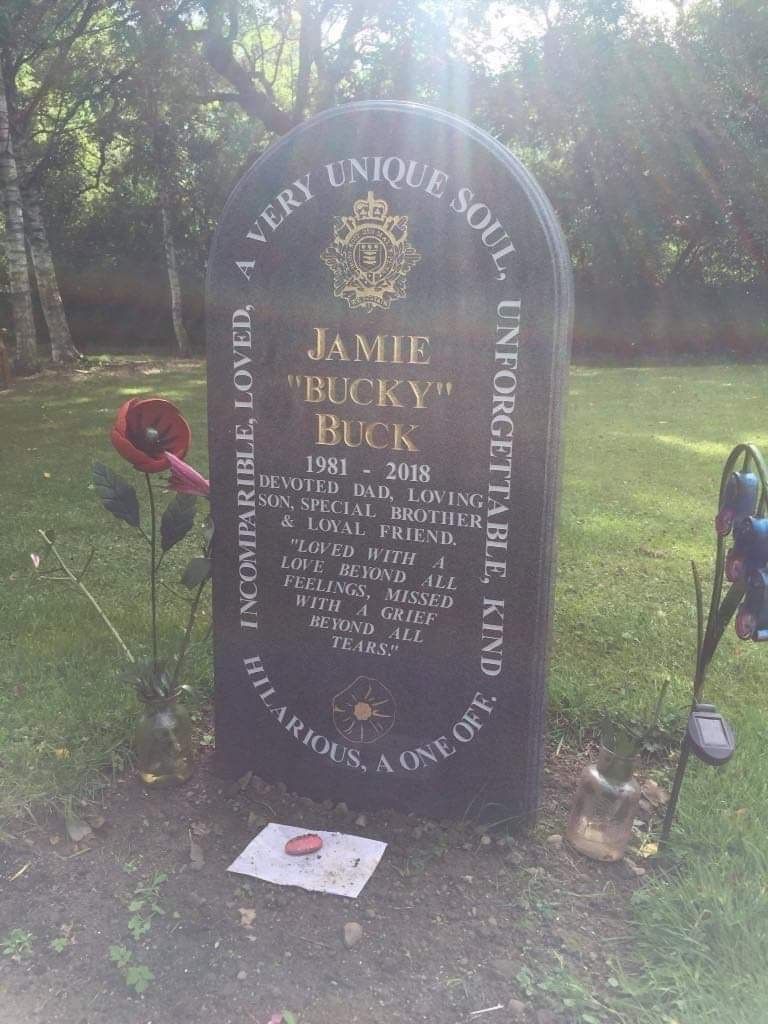 INCOMPARIBLE, LOVED, A VERY UNIQUE SOUL, UNFORGETTABLE, KIND
JAMIE
"BUCKY"
BUCK
1981 - 2018
DEVOTED DAD, LOVING
SON, SPECIAL BROTHER
& LOYAL FRIEND.
"LOVED WITH A
LOVE BEYOND ALL
FEELINGS, MISSED
WITH A GRIEF
BEYOND ALL
TEARS."
HILARIOUS, A ONE OFF.